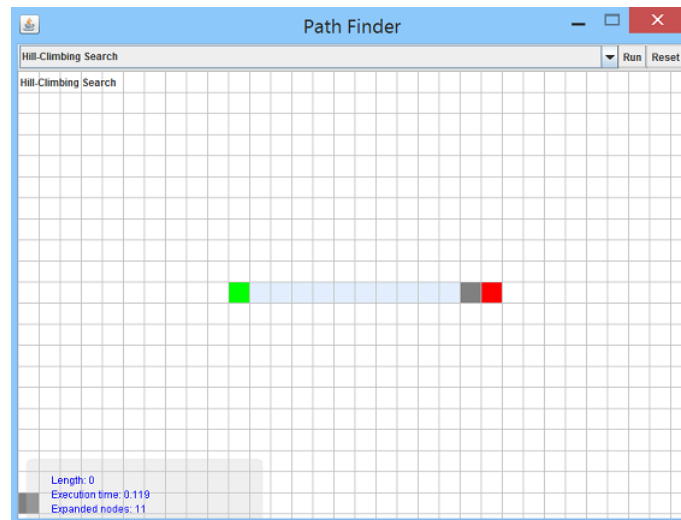 Path Finder
Hill-Climbing Search
Run
Reset
Hill-Climbing Search
Length: 0
Execution time: 0.119
Expanded nodes: 11